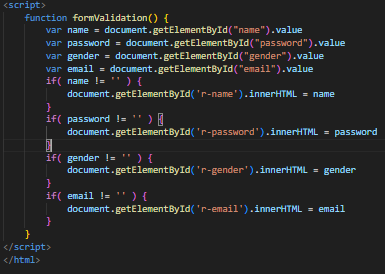 <script>
function formValidation() {
var name = document.getElementById("name").value
var password = document.getElementById("password").value
var gender = document.getElementById("gender").value
var email = document.getElementById("email").value
if( name != '' ) {
document.getElementById('r-name').innerHTML = name
}
if( password != '' ) {
document.getElementById('r-password').innerHTML = password
}
if( gender != '' ) {
document.getElementById('r-gender').innerHTML = gender
}
if( email != '' ) {
document.getElementById('r-email').innerHTML = email
}
}
</script>
</html>